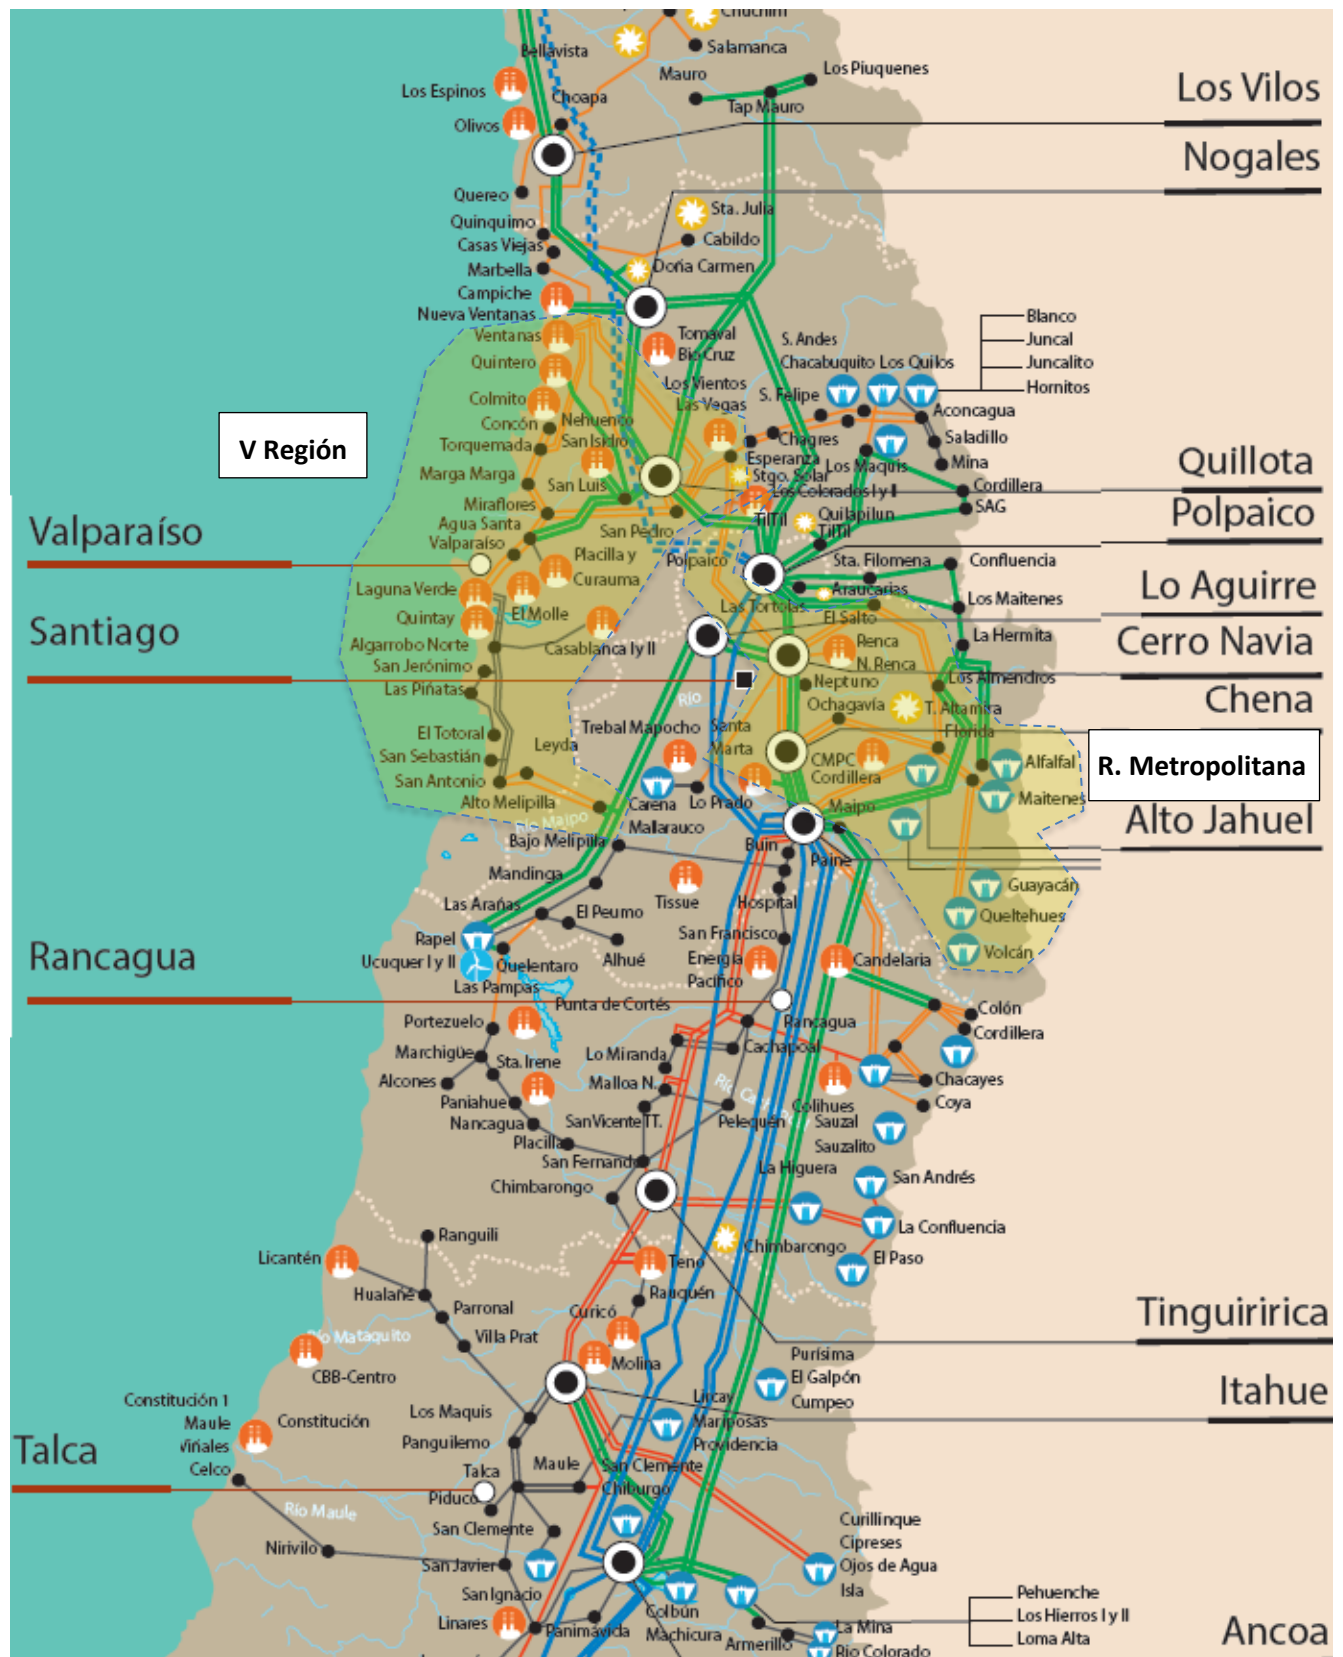 Chuchiñi
Bellavista
Salamanca
Mauro
Los Piuquenes
Los Espinos
Choapa
Tap Mauro
Los Vilos
Olivos
Nogales
Quereo
Sta. Julia
Quinquimo
Cabildo
Casas Viejas
Marbella
Doña Carmen
Campiche
Nueva Ventanas
Blanco
Ventanas
Tomaval
S. Andes
Juncal
Quintero
Bio Cruz
Chacabuquito Los Quilos
Juncalito
Los Vientos
Hornitos
Colmito
Las Vegas
S. Felipe
Aconcagua
Concón
Nehuenco
V Región
Torquemada
San Isidro
Chagres
Saladillo
Esperanza
Los Maquis
Mina
Quillota
Marga Marga
San Luis
Stgo. Solar
Cordillera
Los Colorados I y II
Miraflores
SAG
Polpaico
Agua Santa
San Pedro
TilTil
Quilapilun
TilTil
Valparaíso
Valparaíso
Placilla y
Curauma
Polpaico
Sta. Filomena
Confluencia
Laguna Verde
Araucarias
Lo Aguirre
El Molle
Las Tortolas
Los Maitenes
Quintay
El Salto
Santiago
Algarrobo Norte
Casablanca I y II
Renca
La Hermita
Cerro Navia
San Jerónimo
N. Renca
Las Piñatas
Neptuno
Los Almendros
Río
Ochagavía
T. Altamira
Chena
El Totoral
Trebal Mapocho
Santa
Marta
Florida
Leyda
San Sebastián
CMPC
Cordillera
Alfalfal
R. Metropolitana
San Antonio
Alto Melipilla
Carena
Lo Prado
Maipo
Maitenes
Río Maipo
Mallarauco
Alto Jahuel
Bajo Melipilla
Buin
Paine
Mandinga
Guayacán
Las Arañas
El Peumo
Tissue
Hospital
Queltehues
Rapel
San Francisco
Rancagua
Ucuquer I y II
Quelentaro
Alhué
Energía
Pacífico
Candelaria
Volcán
Las Pampas
Punta de Cortés
Colón
Portezuelo
Rancagua
Cordillera
Marchigüe
Sta. Irene
Lo Miranda
Cachapoal
Alcones
Malloa N.
Chacayes
Paniahue
Colihues
Coya
Nancagua
San Vicente TT.
Pelequén
Sauzal
Placilla
Sauzalito
San Fernando
La Higuera
San Andrés
Chimbarongo
Ranguili
La Confluencia
Licantén
Teno
Chimbarongo
El Paso
Hualañé
Rauquén
Parronal
Curicó
Tinguiririca
Río Mataquito
Villa Prat
Purísima
CBB-Centro
Molina
El Galpón
Itahue
Cumpeo
Constitución 1
Lircay
Maule
Constitución
Los Maquis
Mariposas
Viñales
Panguilemo
Providencia
Talca
Celco
Talca
Maule
San Clemente
Piduco
Chiburgo
Río Maule
Curillinque
San Clemente
Cipreses
Nirivilo
San Javier
Ojos de Agua
San Ignacio
Isla
Pehuenche
Linares
Colbún
Los Hierros I y II
Panimávida
Machicura
Armerillo
La Mina
Loma Alta
Rio Colorado
Ancoa